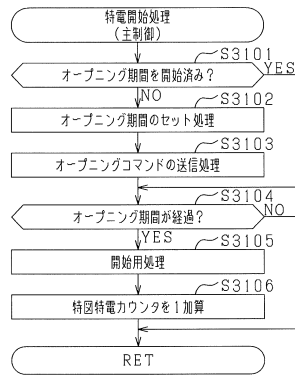 特電開始処理
(主制御)
S3101
オープニング期間を開始済み?
YES
NO
S3102
オープニング期間のセット処理
S3103
オープニングコマンドの送信処理
S3104
オープニング期間が経過?
NO
YES
S3105
開始用処理
S3106
特図特電カウンタを1加算
RET